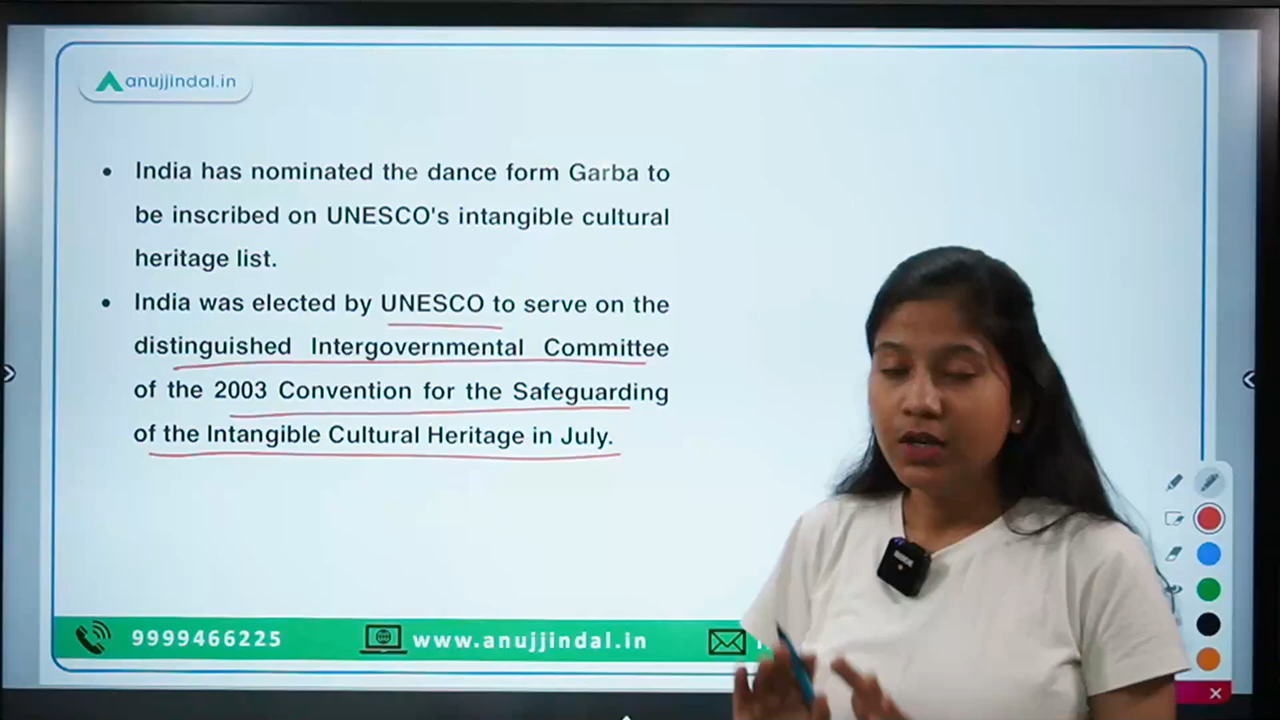 anujjindal.in
• India has nominated the dance form Garba to
be inscribed on UNESCO's intangible cultural
heritage list.
• India was elected by UNESCO to serve on the
distinguished Intergovernmental Committee
of the 2003 Convention for the Safeguarding
of the Intangible Cultural Heritage in July.
9999466225 www.anujjindal.in